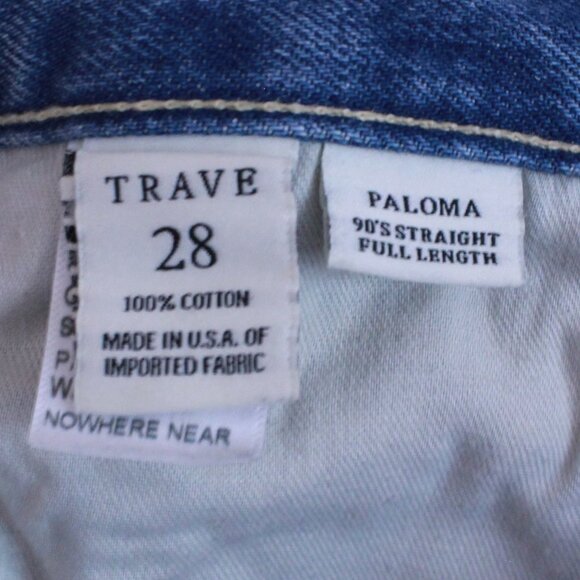 TRAVE
28
100% COTTON
MADE IN U.S.A. OF
IMPORTED FABRIC
NOWHERE NEAR
PALOMA
90'S STRAIGHT
FULL LENGTH